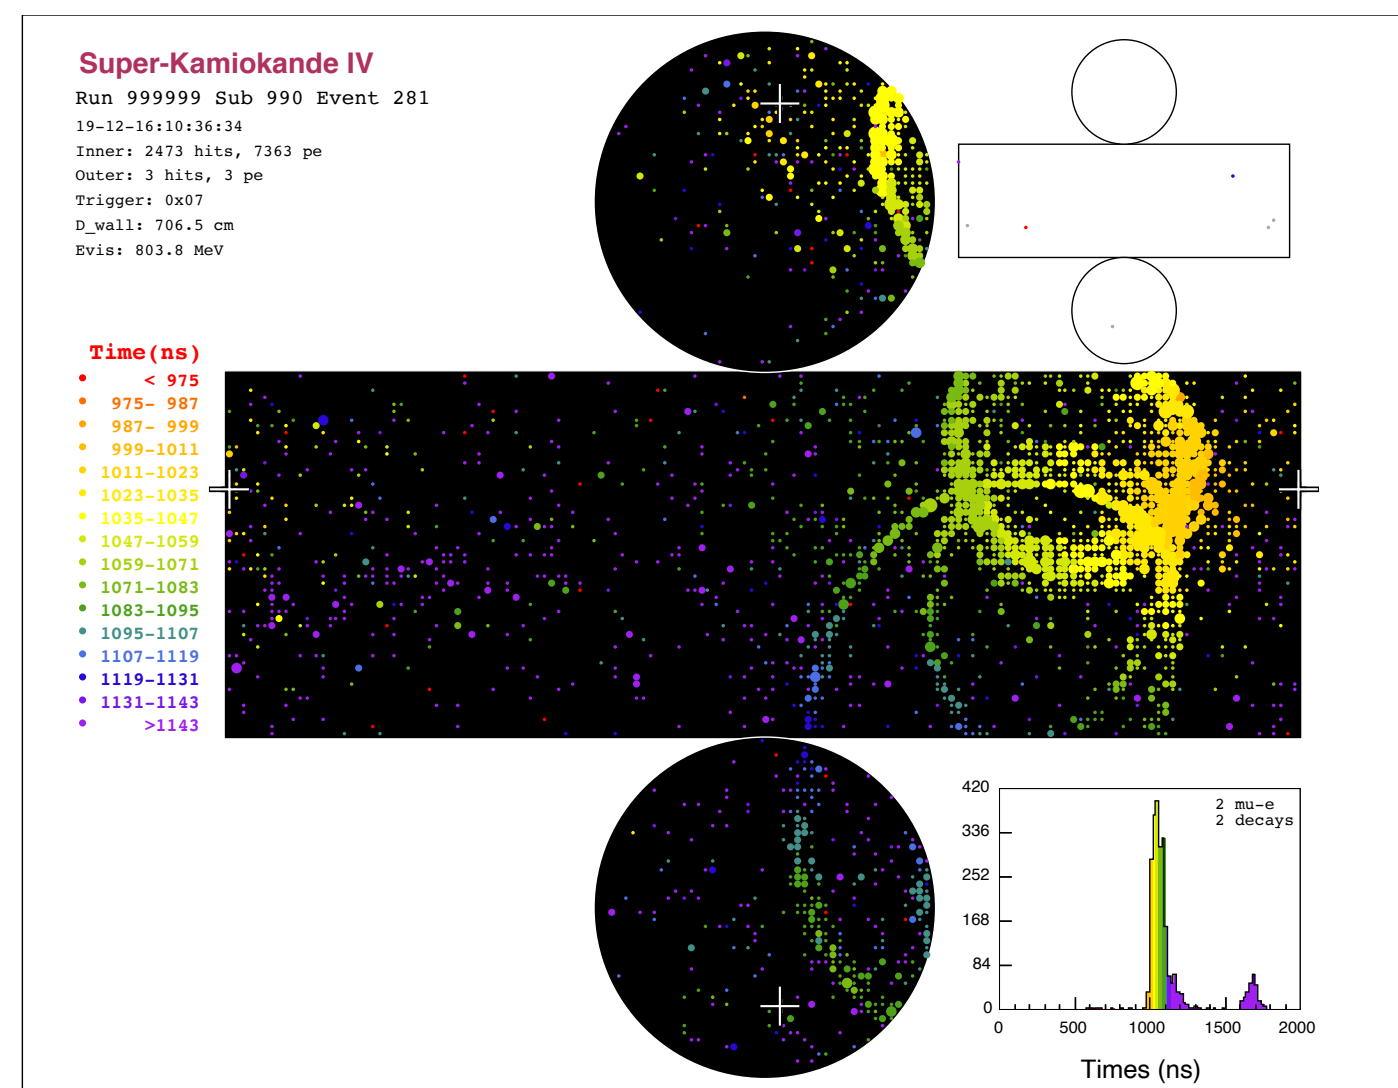 Super-Kamiokande IV
Run 999999 Sub 990 Event 281
19-12-16:10:36:34
Inner: 2473 hits, 7363 pe
Outer: 3 hits, 3 pe
Trigger: 0x07
D_wall: 706.5 cm
Evis: 803.8 MeV
Time(ns)
< 975
975- 987
987- 999
999-1011
1011-1023
1023-1035
1035-1047
1047-1059
1059-1071
1071-1083
1083-1095
1095-1107
1107-1119
1119-1131
1131-1143
>1143
420
336
252
168
84
0
2 mu-e
2 decays
0 500 1000 1500 2000
Times (ns)